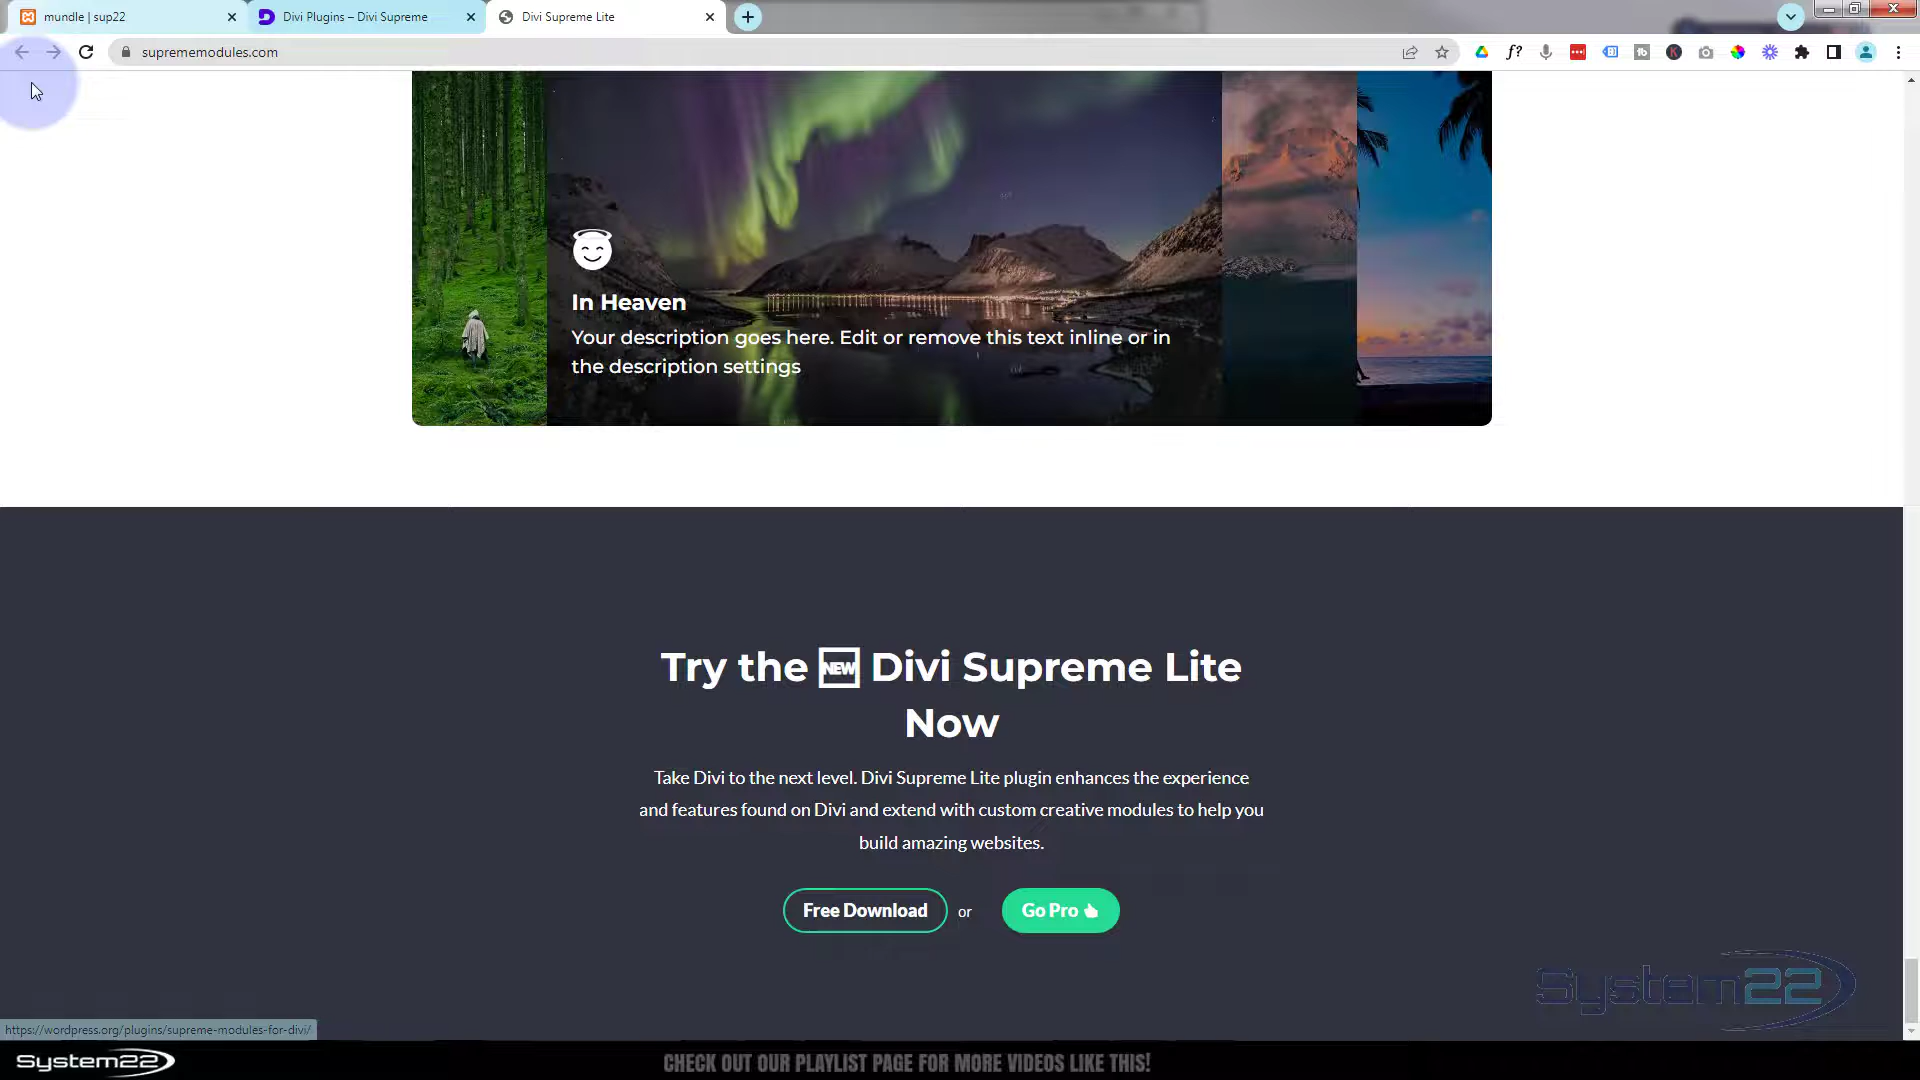 mundle | sup22
Divi Plugins – Divi Supreme
Divi Supreme Lite
suprememodules.com
In Heaven
Your description goes here. Edit or remove this text inline or in
the description settings
Try the NEW Divi Supreme Lite
Now
Take Divi to the next level. Divi Supreme Lite plugin enhances the experience
and features found on Divi and extend with custom creative modules to help you
build amazing websites.
Free Download or Go Pro
System22
https://wordpress.org/plugins/supreme-modules-for-divi/
System22
CHECK OUT OUR PLAYLIST PAGE FOR MORE VIDEOS LIKE THIS!